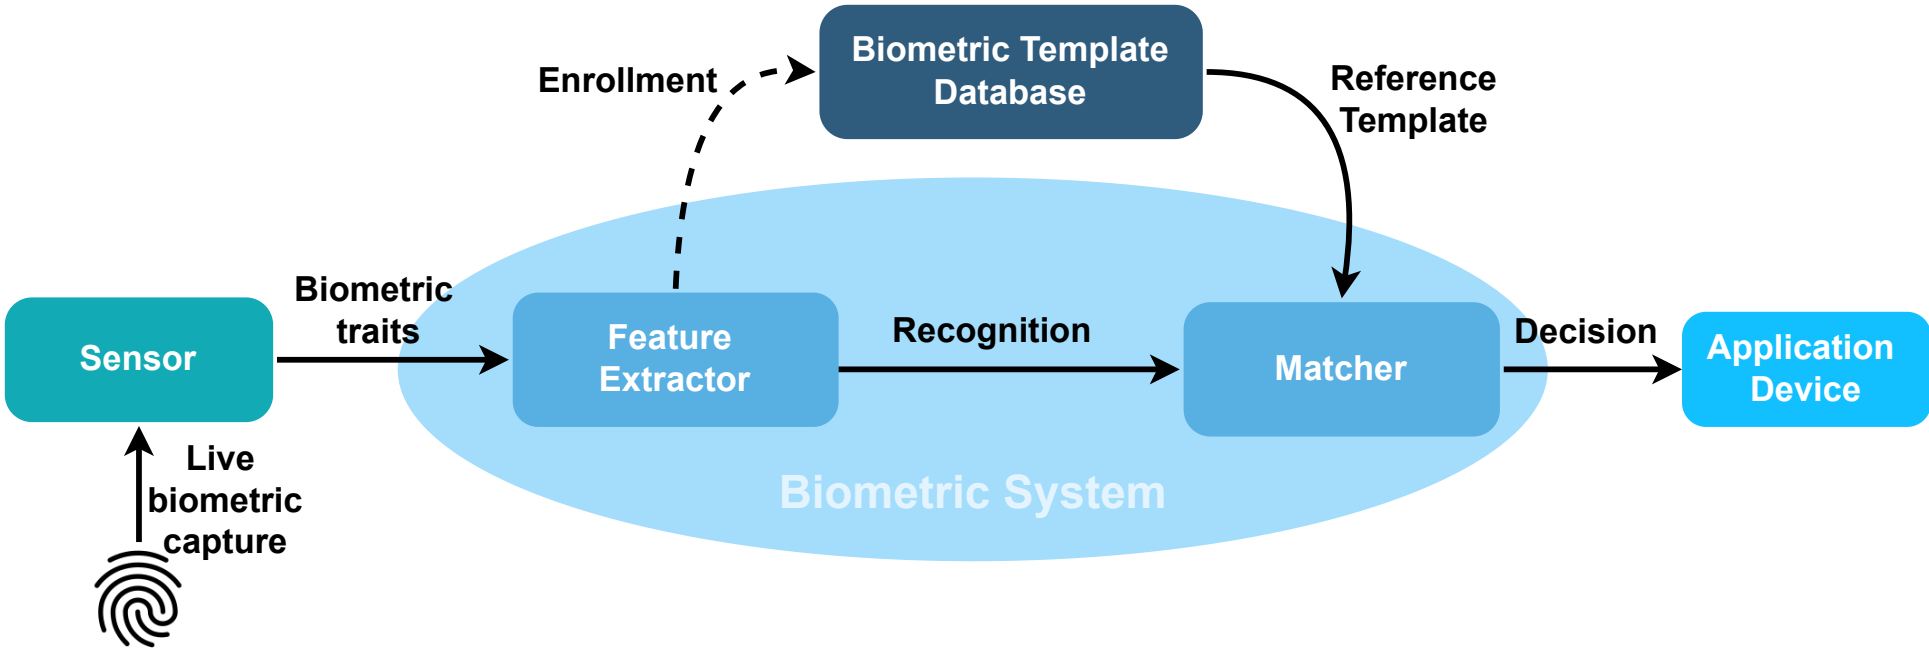 Biometric Template
Database
Enrollment
Reference
Template
Biometric
traits
Sensor
Feature
Extractor
Recognition
Matcher
Decision
Application
Device
Live
biometric
capture
Biometric System